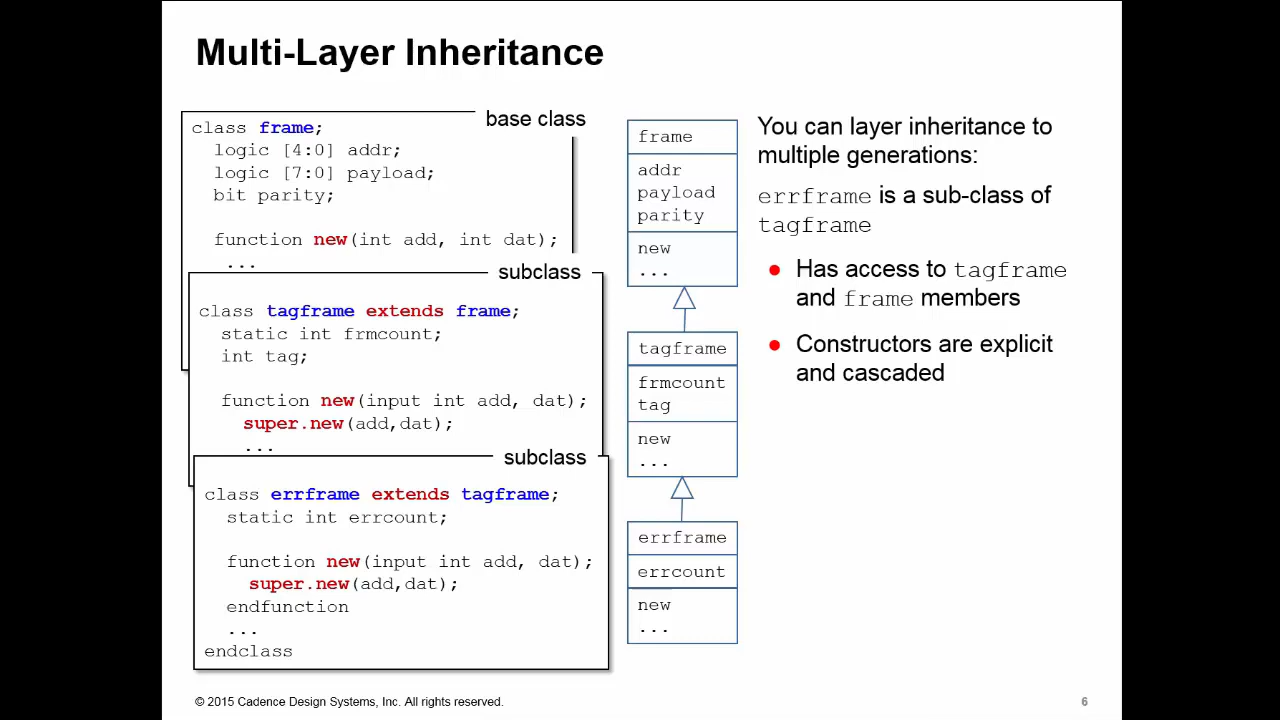 Multi-Layer Inheritance
base class
class frame;
logic [4:0] addr;
logic [7:0] payload;
bit parity;
function new(int add, int dat);
...
subclass
class tagframe extends frame;
static int frmcount;
int tag;
function new(input int add, dat);
super.new(add,dat);
...
subclass
class errframe extends tagframe;
static int errcount;
function new(input int add, dat);
super.new(add,dat);
endfunction
...
endclass
frame
addr
payload
parity
new
...
tagframe
frmcount
tag
new
...
errframe
errcount
new
...
You can layer inheritance to
multiple generations:
errframe is a sub-class of
tagframe
● Has access to tagframe
and frame members
● Constructors are explicit
and cascaded
© 2015 Cadence Design Systems, Inc. All rights reserved.
6